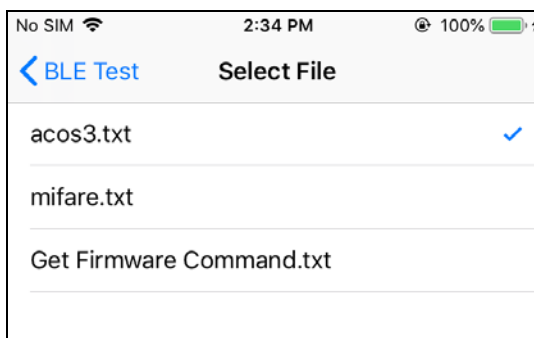 No SIM 2:34 PM 100%
BLE Test Select File
acos3.txt
mifare.txt
Get Firmware Command.txt